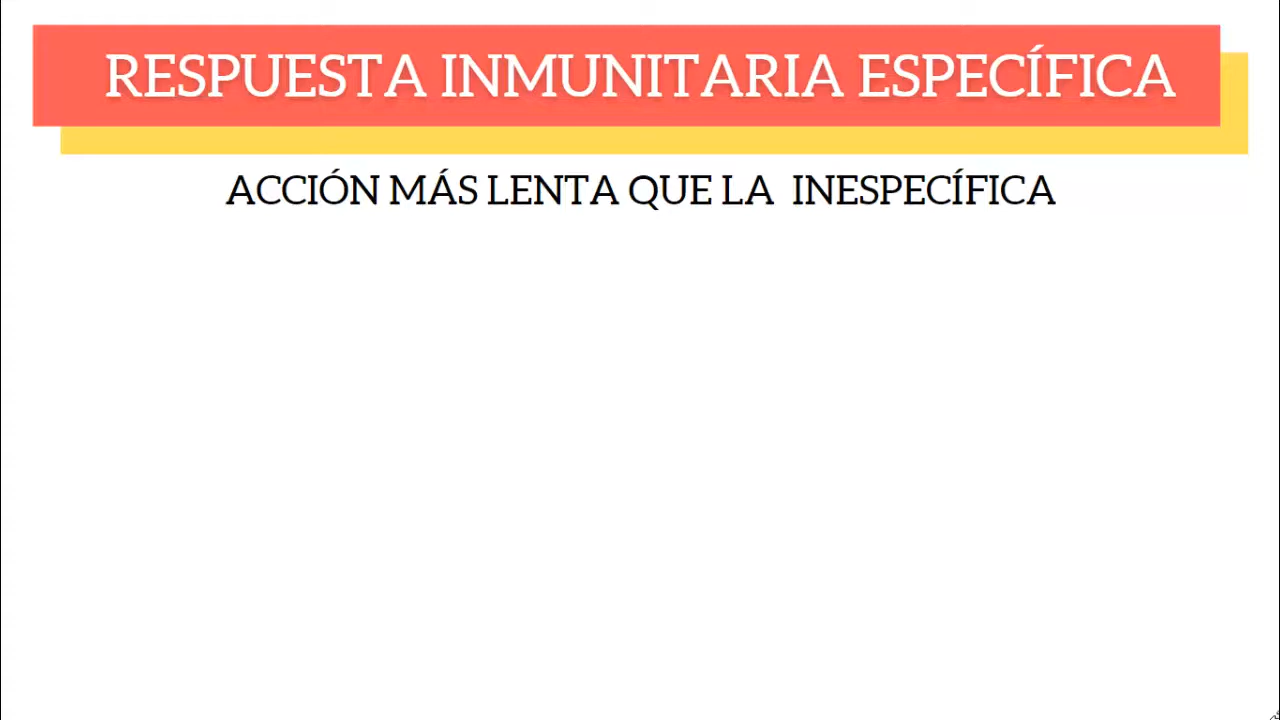 RESPUESTA INMUNITARIA ESPECÍFICA
ACCIÓN MÁS LENTA QUE LA INESPECÍFICA